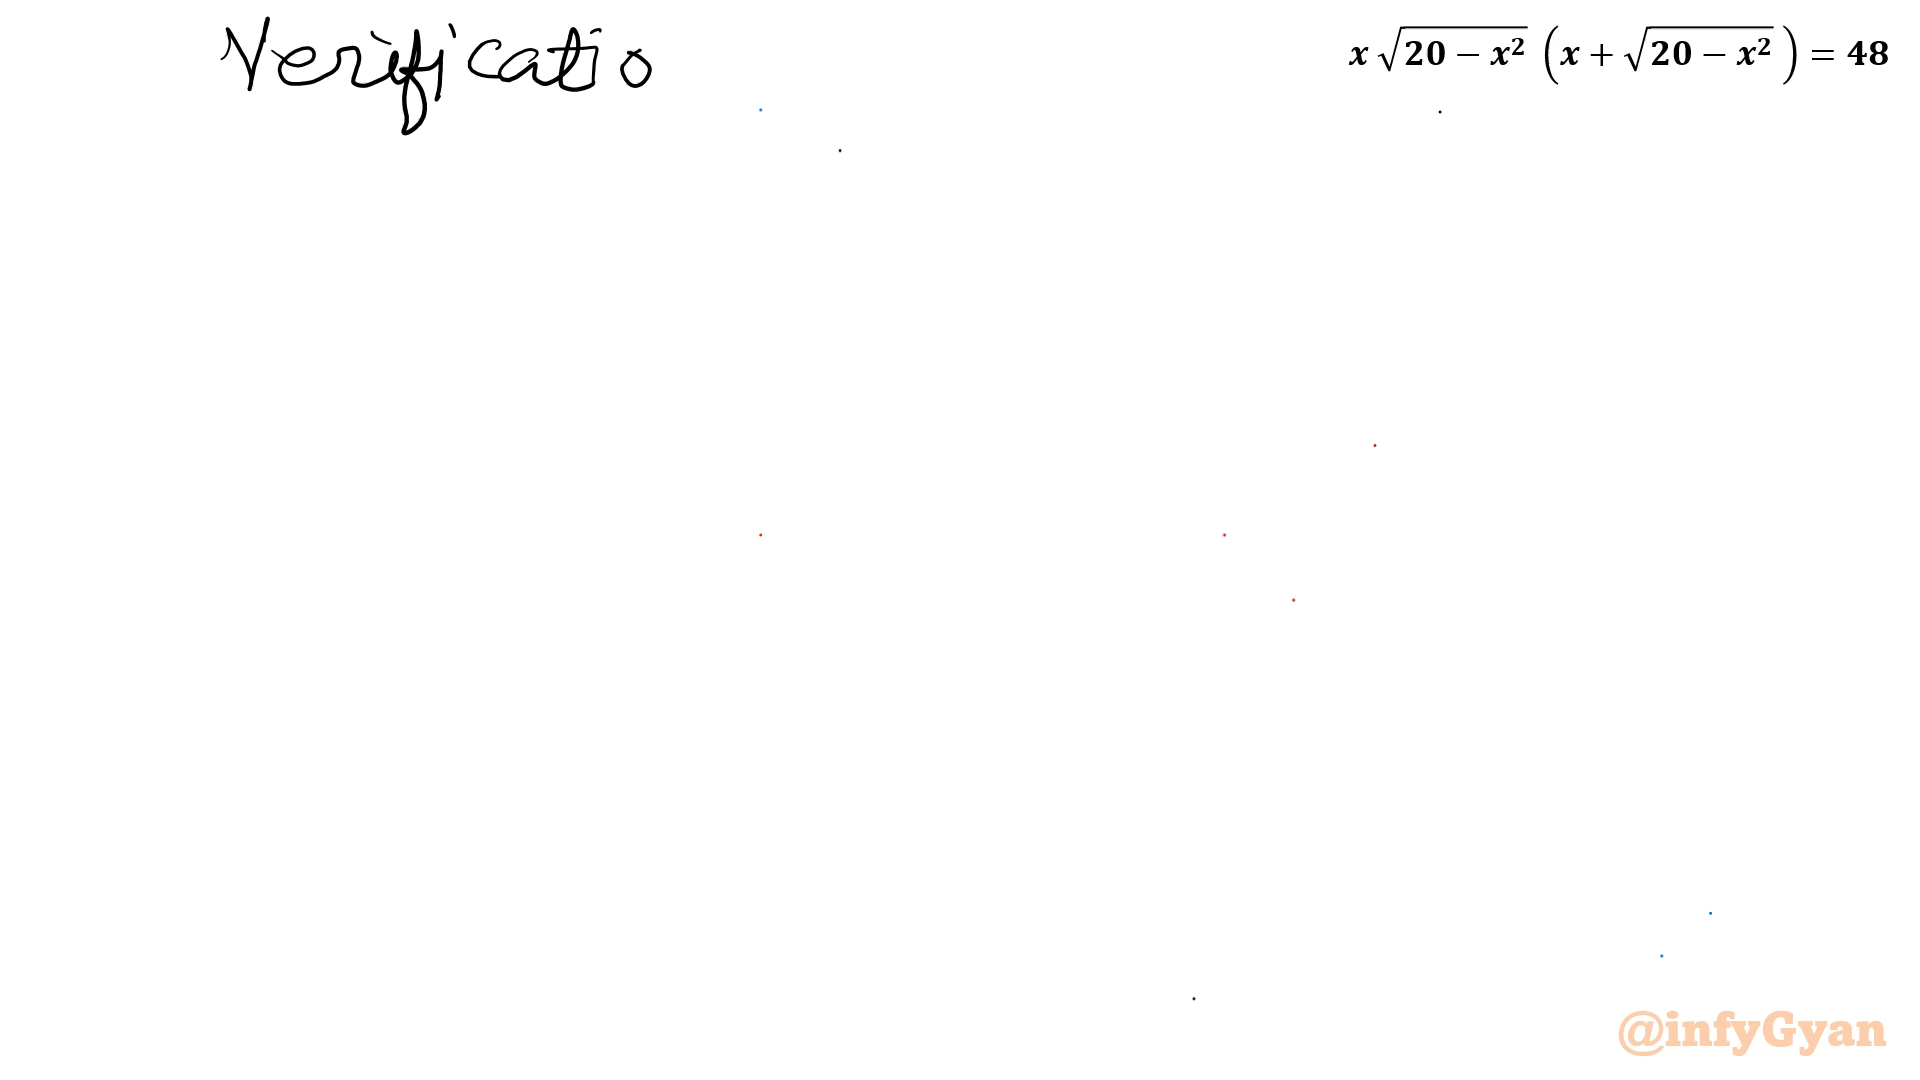 Verificatio
x √(20 − x²) (x + √(20 − x²)) = 48
@infyGyan